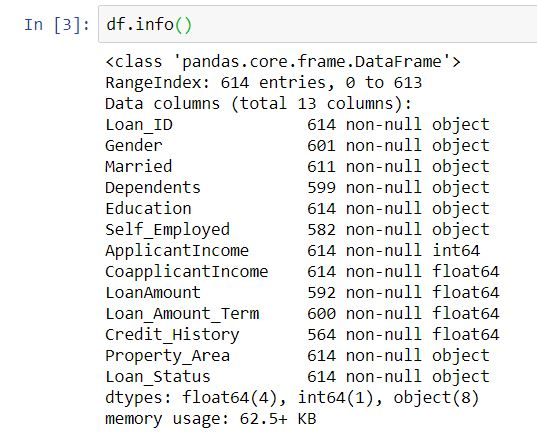 In [3]: df.info()
<class 'pandas.core.frame.DataFrame'>
RangeIndex: 614 entries, 0 to 613
Data columns (total 13 columns):
Loan_ID 614 non-null object
Gender 601 non-null object
Married 611 non-null object
Dependents 599 non-null object
Education 614 non-null object
Self_Employed 582 non-null object
ApplicantIncome 614 non-null int64
CoapplicantIncome 614 non-null float64
LoanAmount 592 non-null float64
Loan_Amount_Term 600 non-null float64
Credit_History 564 non-null float64
Property_Area 614 non-null object
Loan_Status 614 non-null object
dtypes: float64(4), int64(1), object(8)
memory usage: 62.5+ KB